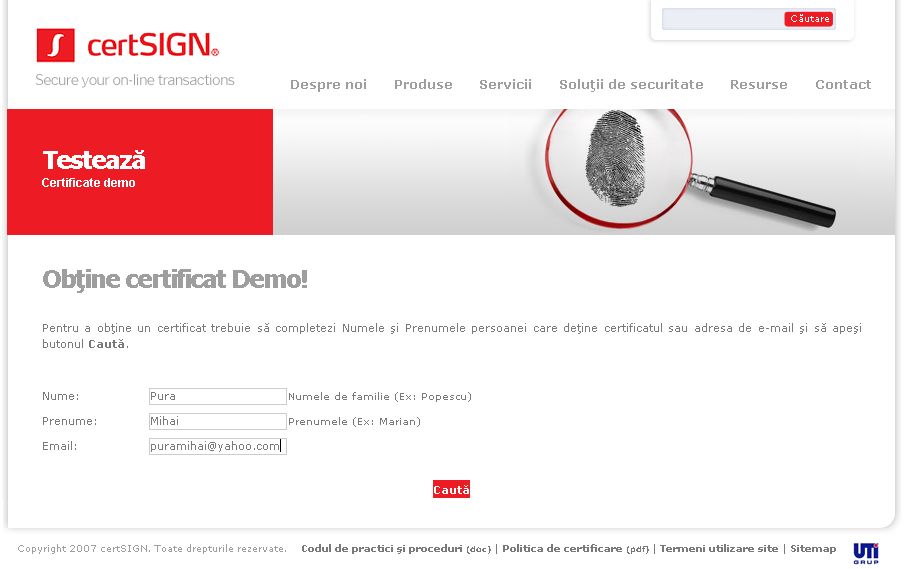 Căutare
certSIGN®
Secure your on-line transactions
Despre noi Produse Servicii Soluţii de securitate Resurse Contact
Testează
Certificate demo
Obţine certificat Demo!
Pentru a obţine un certificat trebuie să completezi Numele şi Prenumele persoanei care deţine certificatul sau adresa de e-mail şi să apeşi
butonul Caută.
Nume: Pura Numele de familie (Ex: Popescu)
Prenume: Mihai Prenumele (Ex: Marian)
Email: puramihai@yahoo.com
Caută
Copyright 2007 certSIGN. Toate drepturile rezervate. Codul de practici şi proceduri (doc) | Politica de certificare (pdf) | Termeni utilizare site | Sitemap
UTI
GRUP